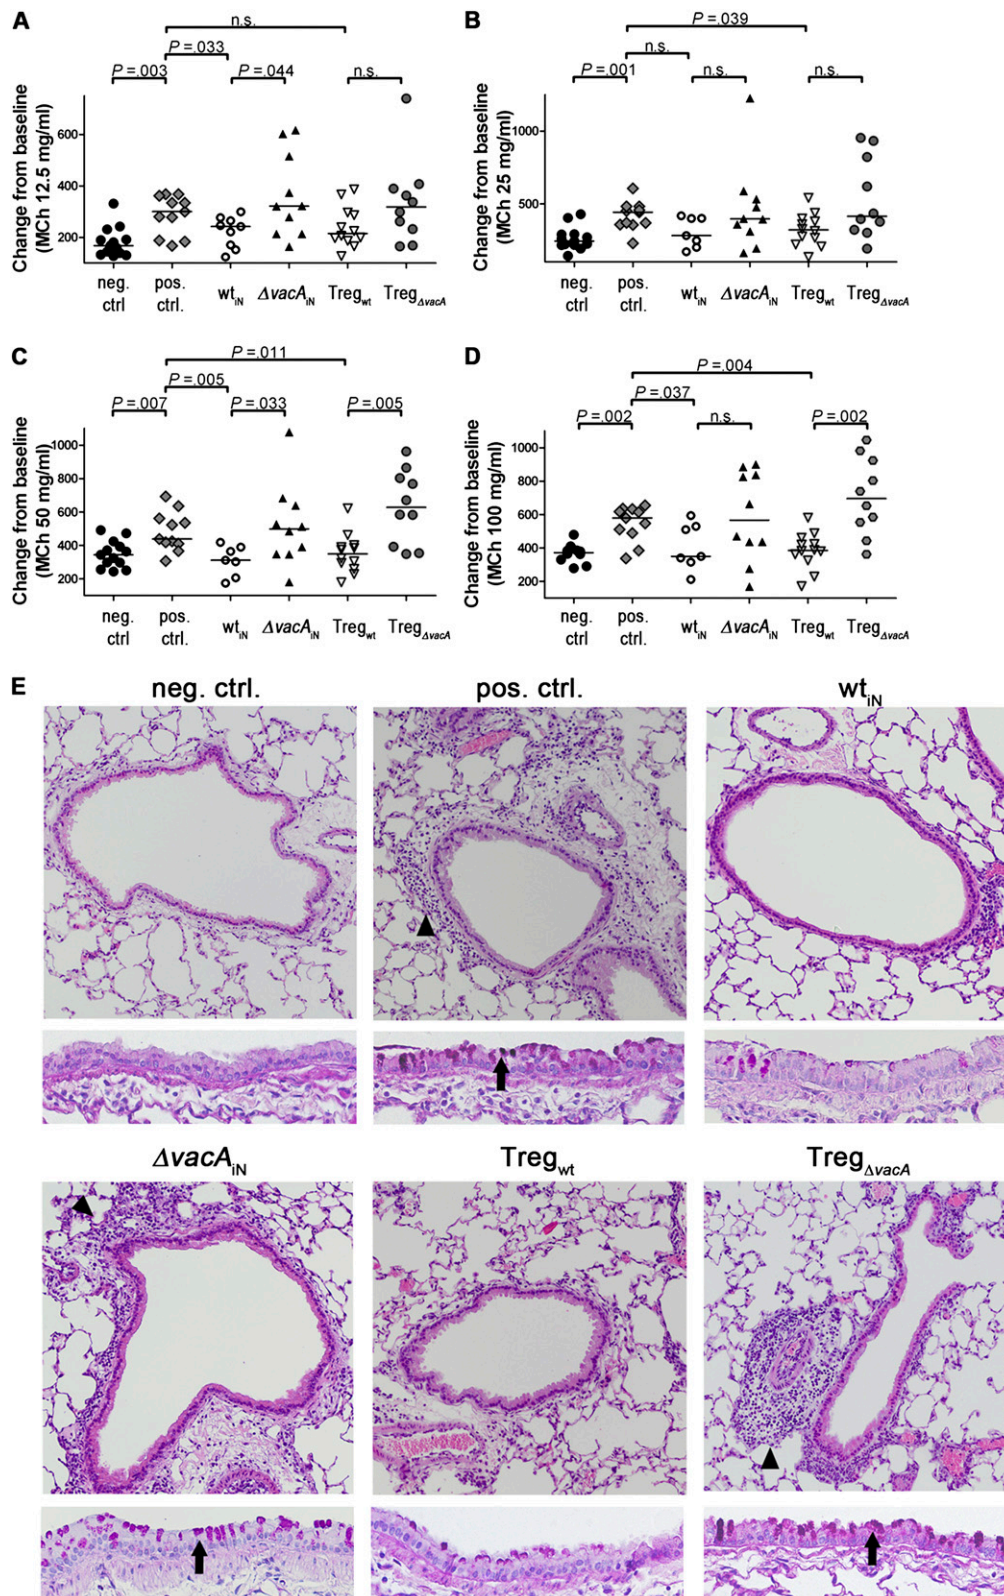 A
n.s.
P =.033
P =.003
P =.044
n.s.
Change from baseline
(MCh 12.5 mg/ml)
600
400
200
neg.
ctrl
pos.
ctrl.
wtiN
ΔvacAiN
Tregwt
TregΔvacA
B
P =.039
n.s.
P =.001
n.s.
n.s.
Change from baseline
(MCh 25 mg/ml)
1000
500
neg.
ctrl
pos.
ctrl.
wtiN
ΔvacAiN
Tregwt
TregΔvacA
C
P =.011
P =.005
P =.007
P =.033
P =.005
Change from baseline
(MCh 50 mg/ml)
1000
800
600
400
200
neg.
ctrl
pos.
ctrl.
wtiN
ΔvacAiN
Tregwt
TregΔvacA
D
P =.004
P =.037
P =.002
n.s.
P =.002
Change from baseline
(MCh 100 mg/ml)
1000
800
600
400
200
neg.
ctrl
pos.
ctrl.
wtiN
ΔvacAiN
Tregwt
TregΔvacA
E
neg. ctrl.
pos. ctrl.
wtiN
ΔvacAiN
Tregwt
TregΔvacA